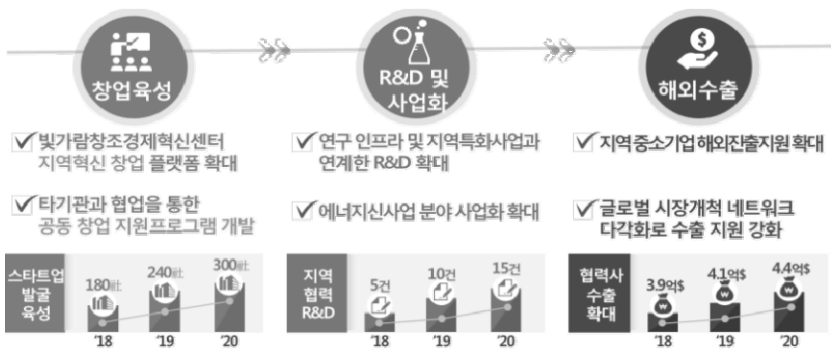 창업육성
R&D 및
사업화
해외수출
빛가람창조경제혁신센터
지역혁신 창업 플랫폼 확대
타기관과 협업을 통한
공동 창업 지원프로그램 개발
연구 인프라 및 지역특화사업과
연계한 R&D 확대
에너지신사업 분야 사업화 확대
지역 중소기업 해외진출지원 확대
글로벌 시장개척 네트워크
다각화로 수출 지원 강화
스타트업
발굴
육성
180社
240社
300社
'18
'19
'20
지역
협력
R&D
5건
10건
15건
'18
'19
'20
협력사
수출
확대
3.9억$
4.1억$
4.4억$
'18
'19
'20